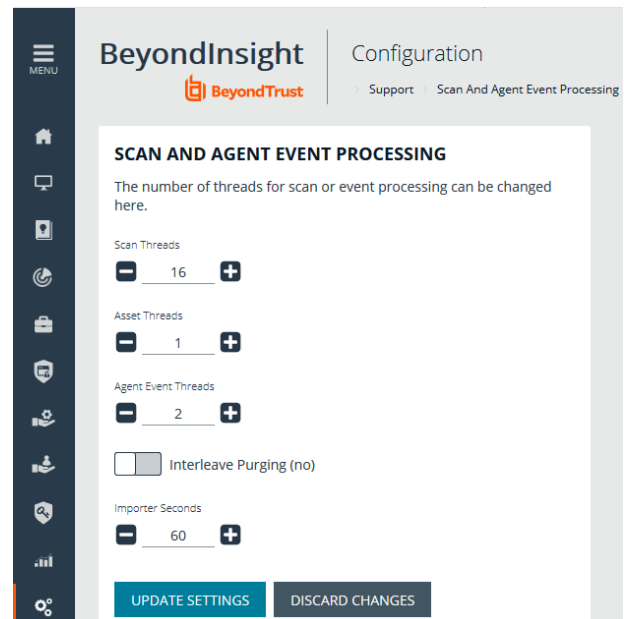 MENU
BeyondInsight
BeyondTrust
Configuration
Support
Scan And Agent Event Processing
SCAN AND AGENT EVENT PROCESSING
The number of threads for scan or event processing can be changed
here.
Scan Threads
16
Asset Threads
1
Agent Event Threads
2
Interleave Purging (no)
Importer Seconds
60
UPDATE SETTINGS
DISCARD CHANGES